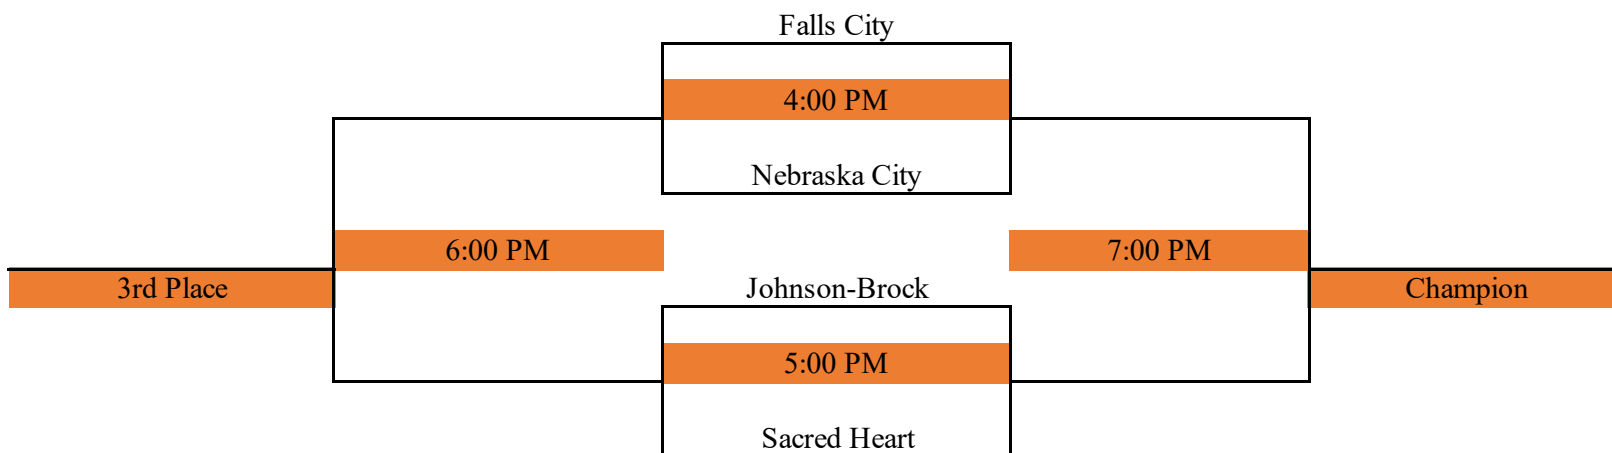 Falls City
4:00 PM
Nebraska City
6:00 PM
7:00 PM
3rd Place
Johnson-Brock
Champion
5:00 PM
Sacred Heart